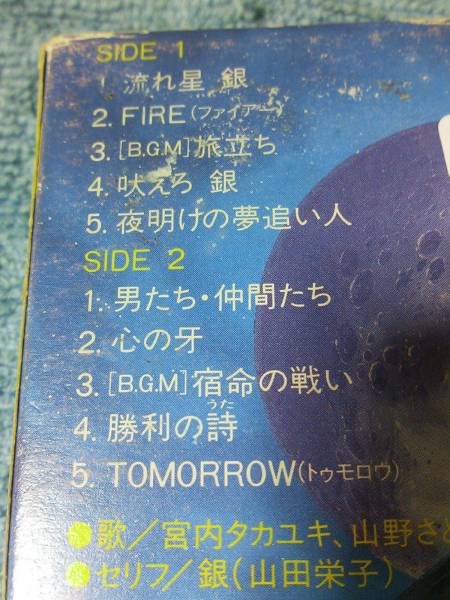 SIDE 1
1. 流れ星 銀
2. FIRE(ファイアー)
3. [B.G.M]旅立ち
4. 吠えろ 銀
5. 夜明けの夢追い人
SIDE 2
1. 男たち・仲間たち
2. 心の牙
3. [B.G.M]宿命の戦い
うた
4. 勝利の詩
5. TOMORROW(トゥモロウ)
●歌／宮内タカユキ、山野さ
●セリフ／銀(山田栄子)